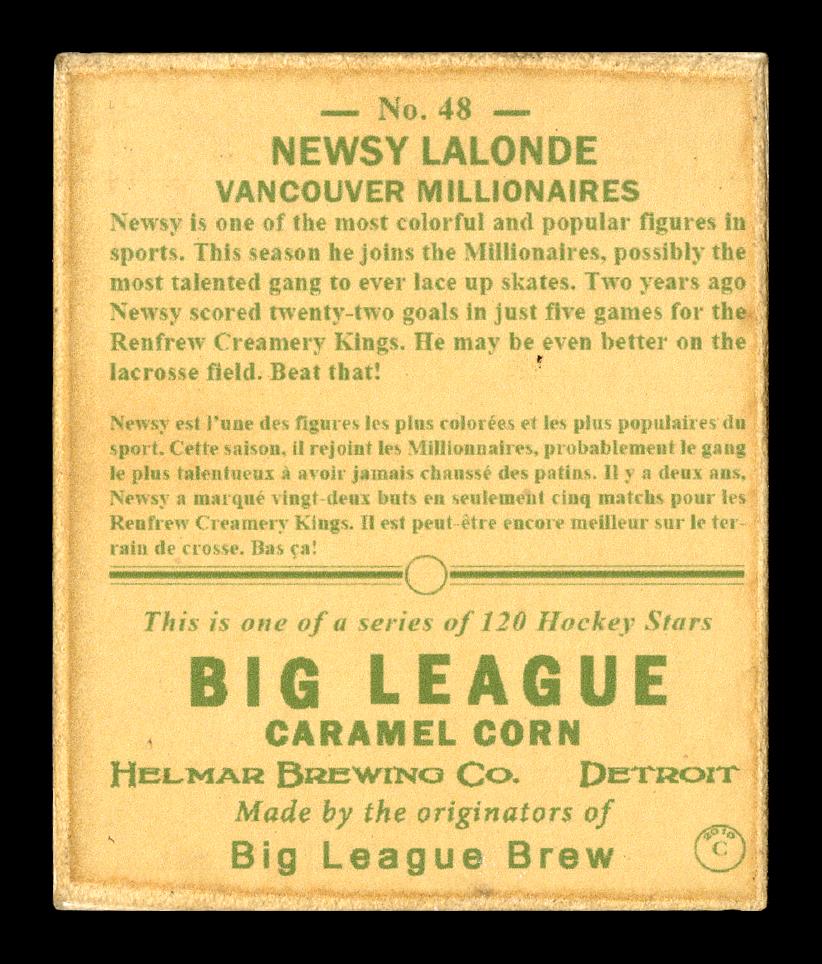 — No. 48 —
NEWSY LALONDE
VANCOUVER MILLIONAIRES
Newsy is one of the most colorful and popular figures in
sports. This season he joins the Millionaires, possibly the
most talented gang to ever lace up skates. Two years ago
Newsy scored twenty-two goals in just five games for the
Renfrew Creamery Kings. He may be even better on the
lacrosse field. Beat that!
Newsy est l'une des figures les plus colorées et les plus populaires du
sport. Cette saison, il rejoint les Millionnaires, probablement le gang
le plus talentueux à avoir jamais chaussé des patins. Il y a deux ans,
Newsy a marqué vingt-deux buts en seulement cinq matchs pour les
Renfrew Creamery Kings. Il est peut-être encore meilleur sur le ter-
rain de crosse. Bas ça!
This is one of a series of 120 Hockey Stars
BIG LEAGUE
CARAMEL CORN
HELMAR BREWING CO. DETROIT
Made by the originators of
Big League Brew
2010
C